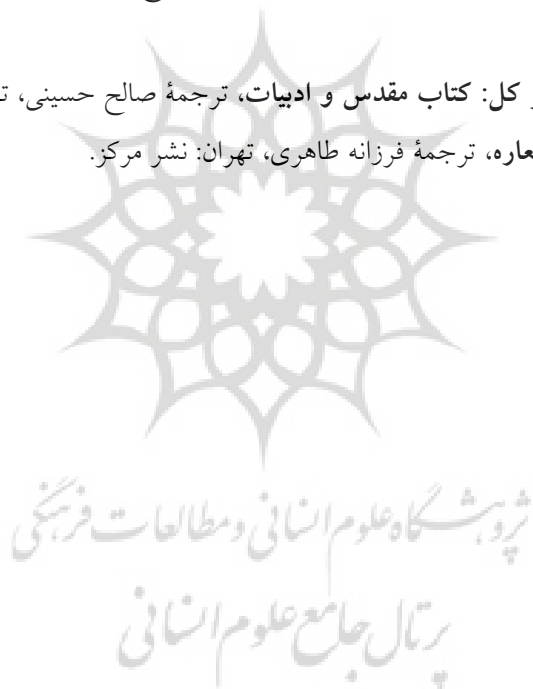 کل: کتاب مقدس و ادبیات، ترجمهٔ صالح حسینی،
ترجمهٔ فرزانه طاهری، تهران: نشر مرکز.
پژوهشگاه علوم انسانی و مطالعات فرهنگی
پرتال جامع علوم انسانی